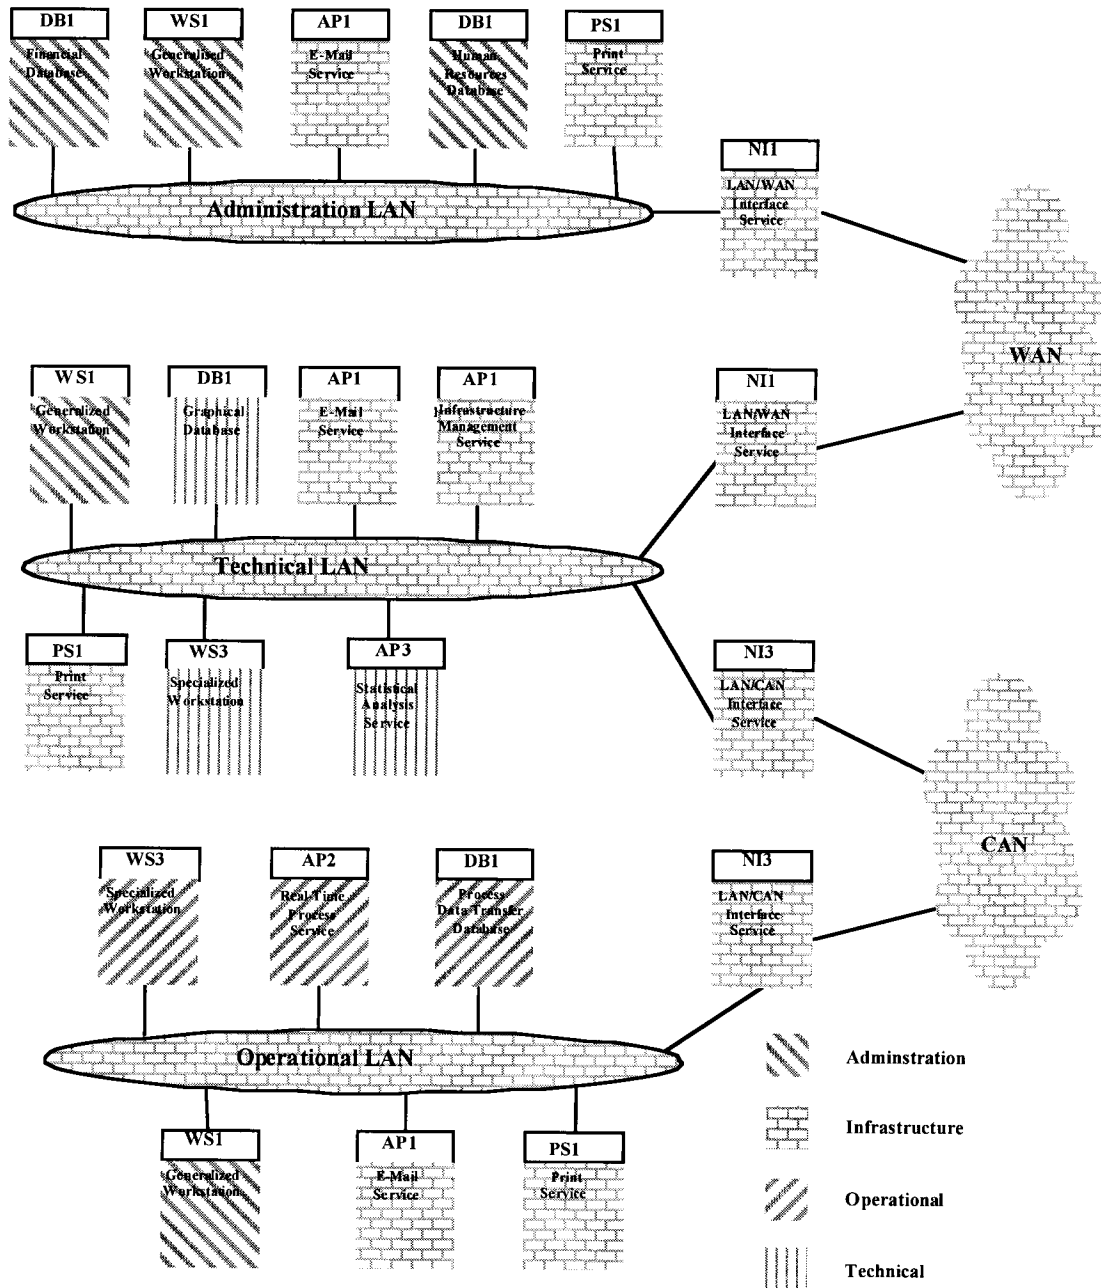 DB1
Financial
Database
WS1
Generalised
Workstation
AP1
E-Mail
Service
DB1
Human
Resources
Database
PS1
Print
Service
Administration LAN
NI1
LAN/WAN
Interface
Service
WAN
WS1
Generalized
Workstation
DB1
Graphical
Database
AP1
E-Mail
Service
AP1
Infrastructure
Management
Service
NI1
LAN/WAN
Interface
Service
Technical LAN
PS1
Print
Service
WS3
Specialized
Workstation
AP3
Statistical
Analysis
Service
NI3
LAN/CAN
Interface
Service
CAN
WS3
Specialized
Workstation
AP2
Real-Time
Process
Service
DB1
Process
Data Transfer
Database
NI3
LAN/CAN
Interface
Service
Operational LAN
WS1
Generalized
Workstation
AP1
E-Mail
Service
PS1
Print
Service
Adminstration
Infrastructure
Operational
Technical